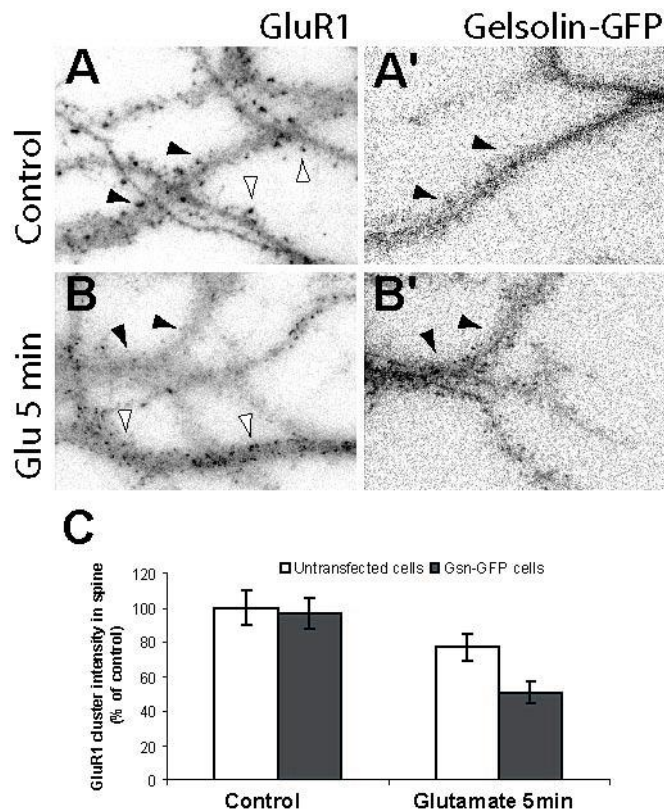 GluR1
Gelsolin-GFP
Control
A
A'
Glu 5 min
B
B'
C
Untransfected cells
Gsn-GFP cells
GluR1 cluster intensity in spine
(% of control)
120
100
80
60
40
20
0
Control
Glutamate 5min